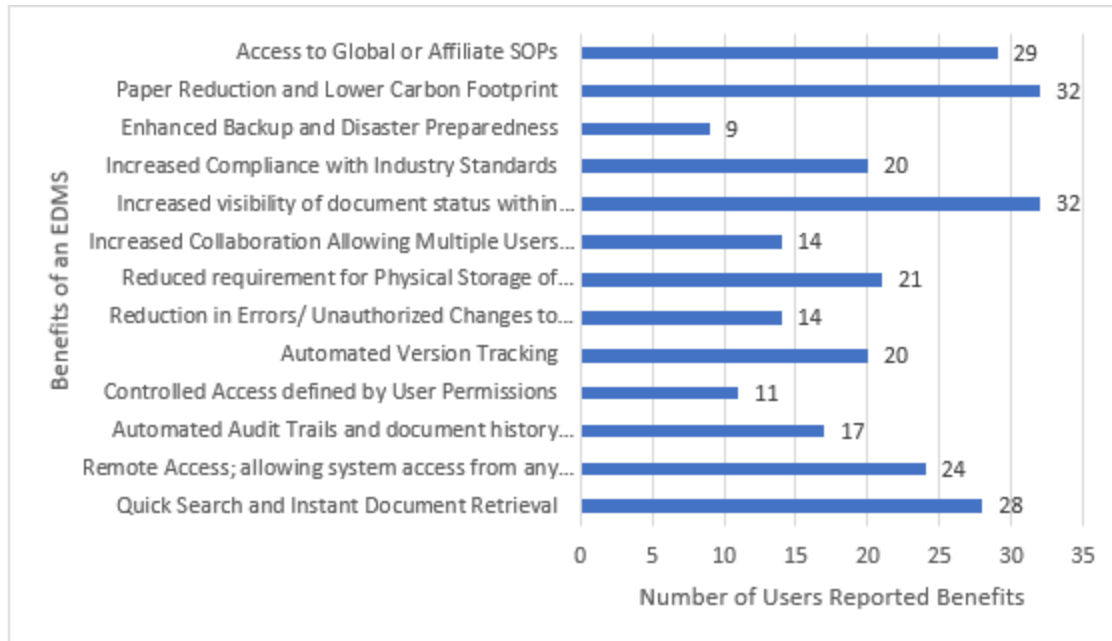 Access to Global or Affiliate SOPs 29
Paper Reduction and Lower Carbon Footprint 32
Enhanced Backup and Disaster Preparedness 9
Increased Compliance with Industry Standards 20
Increased visibility of document status within... 32
Increased Collaboration Allowing Multiple Users... 14
Reduced requirement for Physical Storage of... 21
Reduction in Errors/ Unauthorized Changes to... 14
Automated Version Tracking 20
Controlled Access defined by User Permissions 11
Automated Audit Trails and document history... 17
Remote Access; allowing system access from any... 24
Quick Search and Instant Document Retrieval 28
0 5 10 15 20 25 30 35
Number of Users Reported Benefits
Benefits of an EDMS